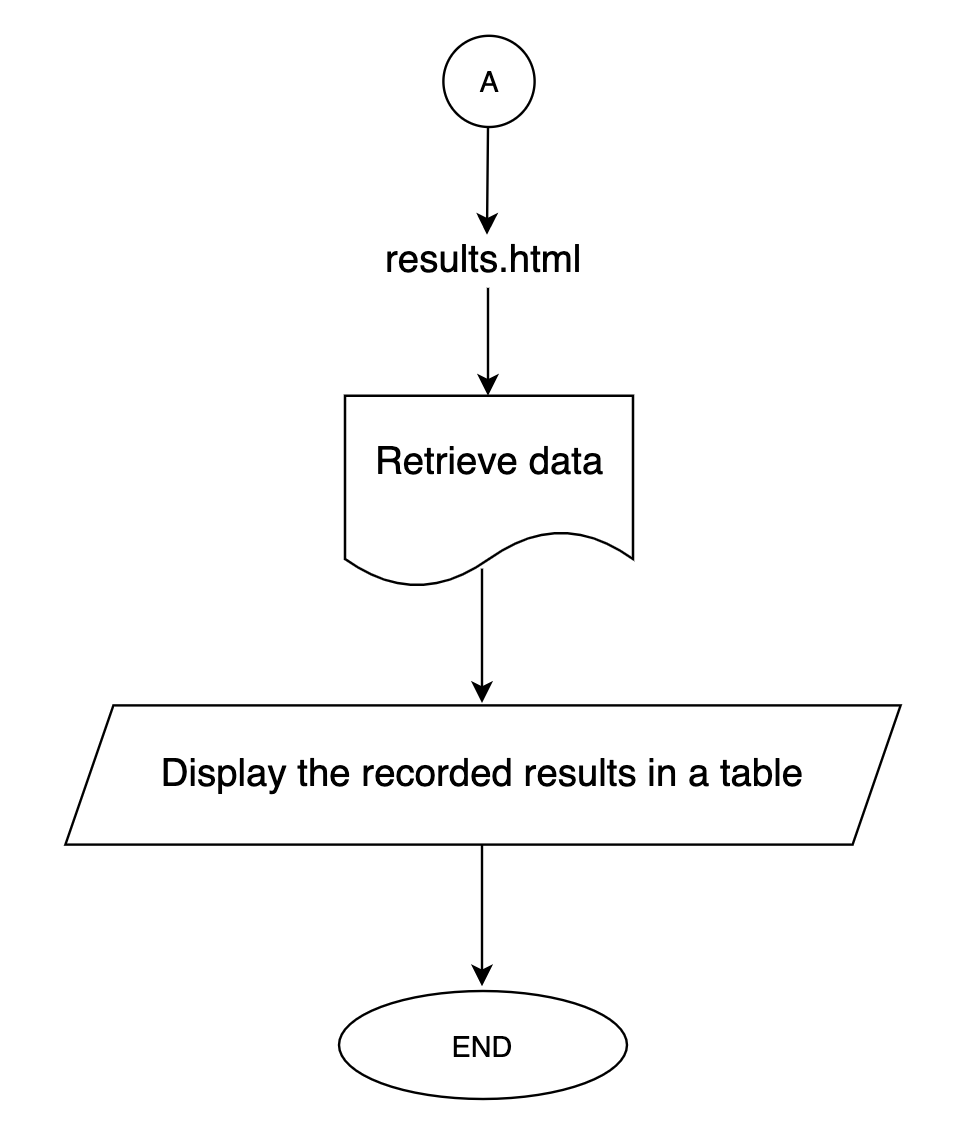 A
results.html
Retrieve data
Display the recorded results in a table
END